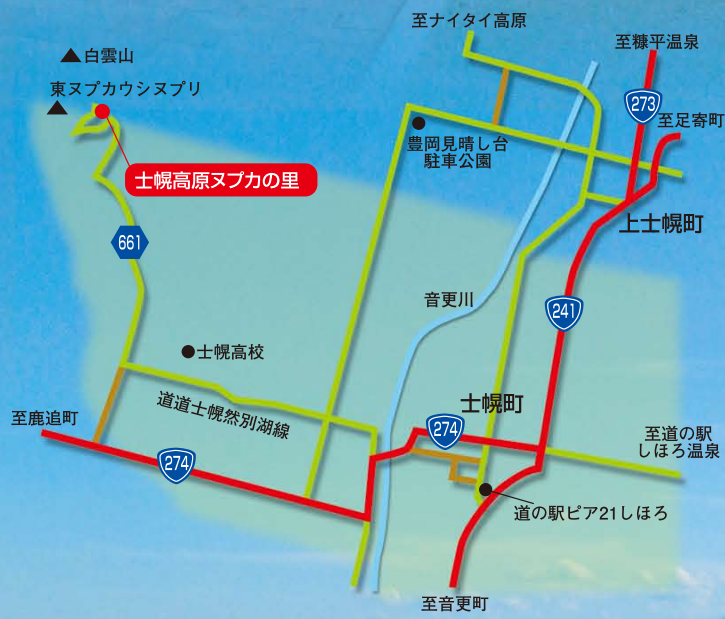 至ナイタイ高原
至糠平温泉
白雲山
東ヌプカウシヌプリ
273
至足寄町
豊岡見晴し台
駐車公園
士幌高原ヌプカの里
上士幌町
661
音更川
241
士幌高校
道道士幌然別湖線
士幌町
至鹿追町
274
274
至道の駅
しほろ温泉
道の駅ピア21しほろ
至音更町